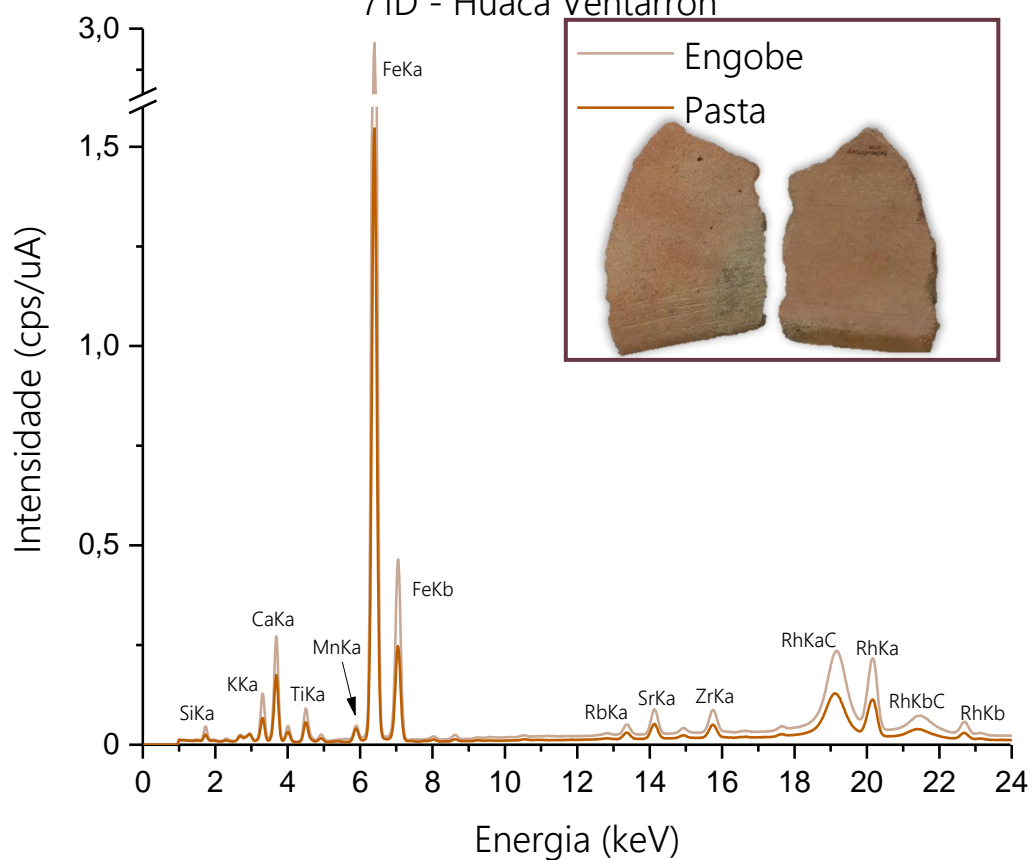 71D - Huaca Ventarrón
Engobe
Pasta
3,0
1,5
1,0
0,5
0
Intensidade (cps/uA)
FeKa
FeKb
CaKa
MnKa
KKa
TiKa
SiKa
RbKa
SrKa
ZrKa
RhKaC
RhKa
RhKbC
RhKb
0 2 4 6 8 10 12 14 16 18 20 22 24
Energia (keV)